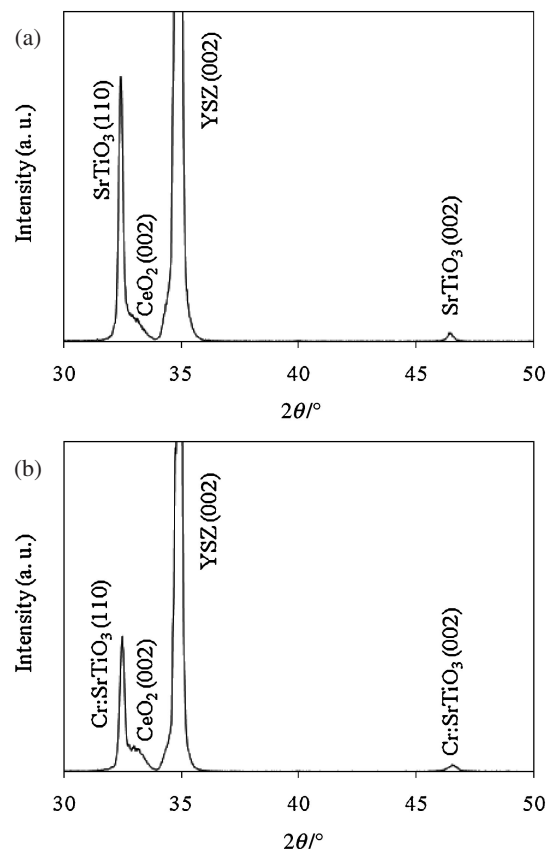 (a)
Intensity (a. u.)
SrTiO3 (110)
CeO2 (002)
YSZ (002)
SrTiO3 (002)
30 35 40 45 50
2θ/°
(b)
Intensity (a. u.)
Cr:SrTiO3 (110)
CeO2 (002)
YSZ (002)
Cr:SrTiO3 (002)
30 35 40 45 50
2θ/°